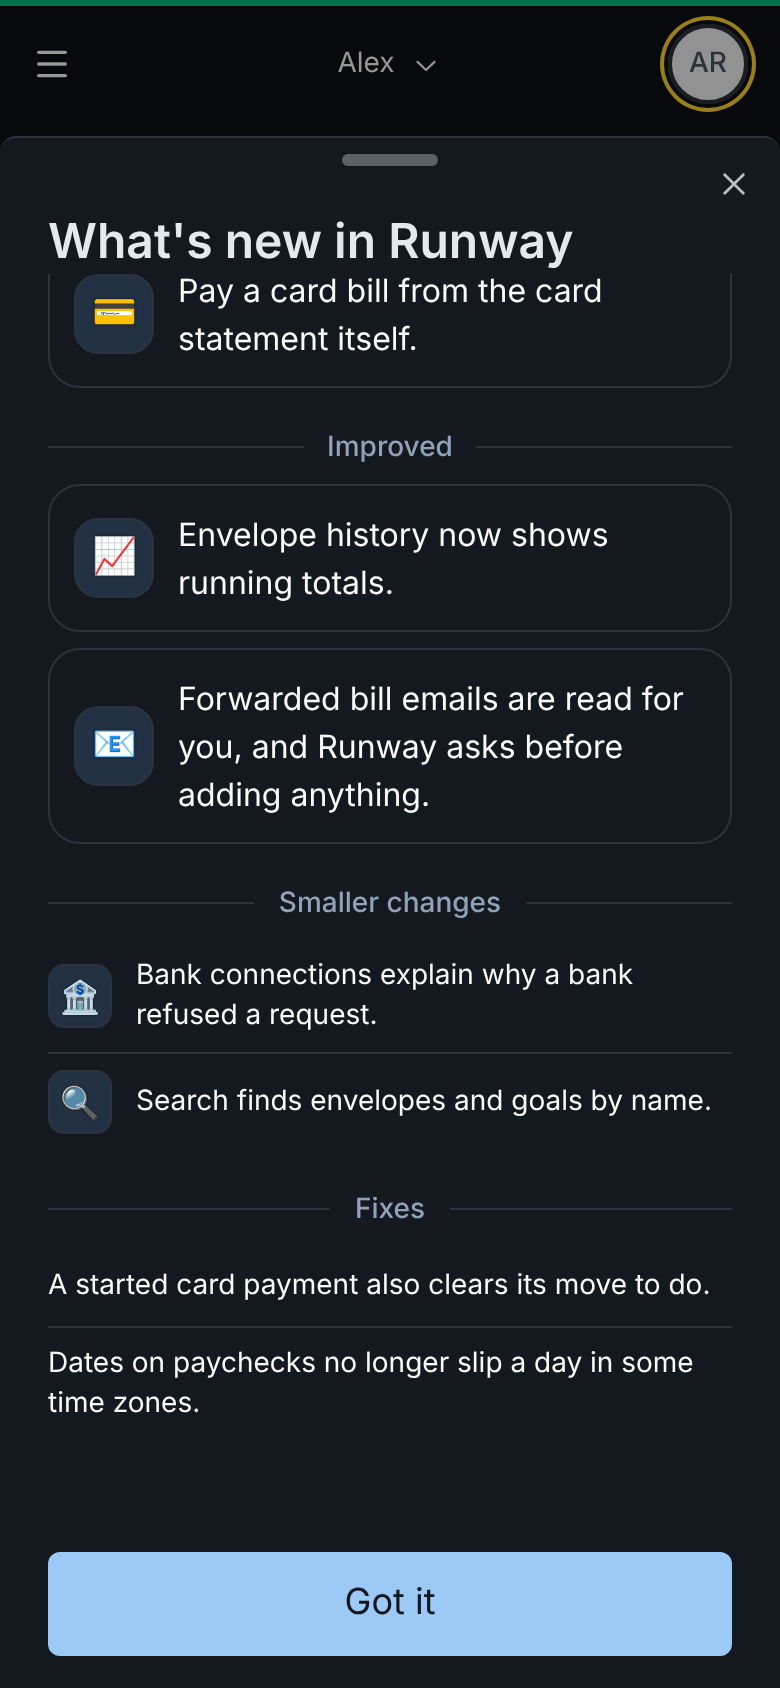 Alex
AR
What's new in Runway
Pay a card bill from the card
statement itself.
Improved
Envelope history now shows
running totals.
Forwarded bill emails are read for
you, and Runway asks before
adding anything.
Smaller changes
Bank connections explain why a bank
refused a request.
Search finds envelopes and goals by name.
Fixes
A started card payment also clears its move to do.
Dates on paychecks no longer slip a day in some
time zones.
Got it